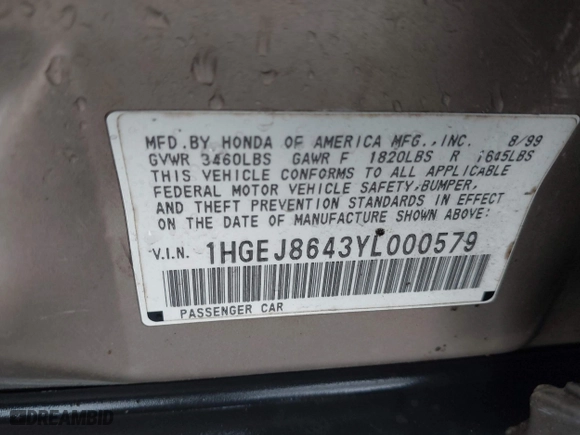 MFD.BY HONDA OF AMERICA MFG.,INC. 8/99
GVWR 3460LBS GAWR F 1820LBS R 645LBS
THIS VEHICLE CONFORMS TO ALL APPLICABLE
FEDERAL MOTOR VEHICLE SAFETY,BUMPER,
AND THEFT PREVENTION STANDARDS IN EFFECT
ON THE DATE OF MANUFACTURE SHOWN ABOVE:
V.I.N. 1HGEJ8643YL000579
PASSENGER CAR
DREAMBID